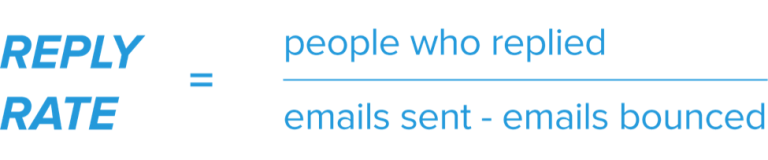 REPLY
RATE
=
people who replied
emails sent - emails bounced